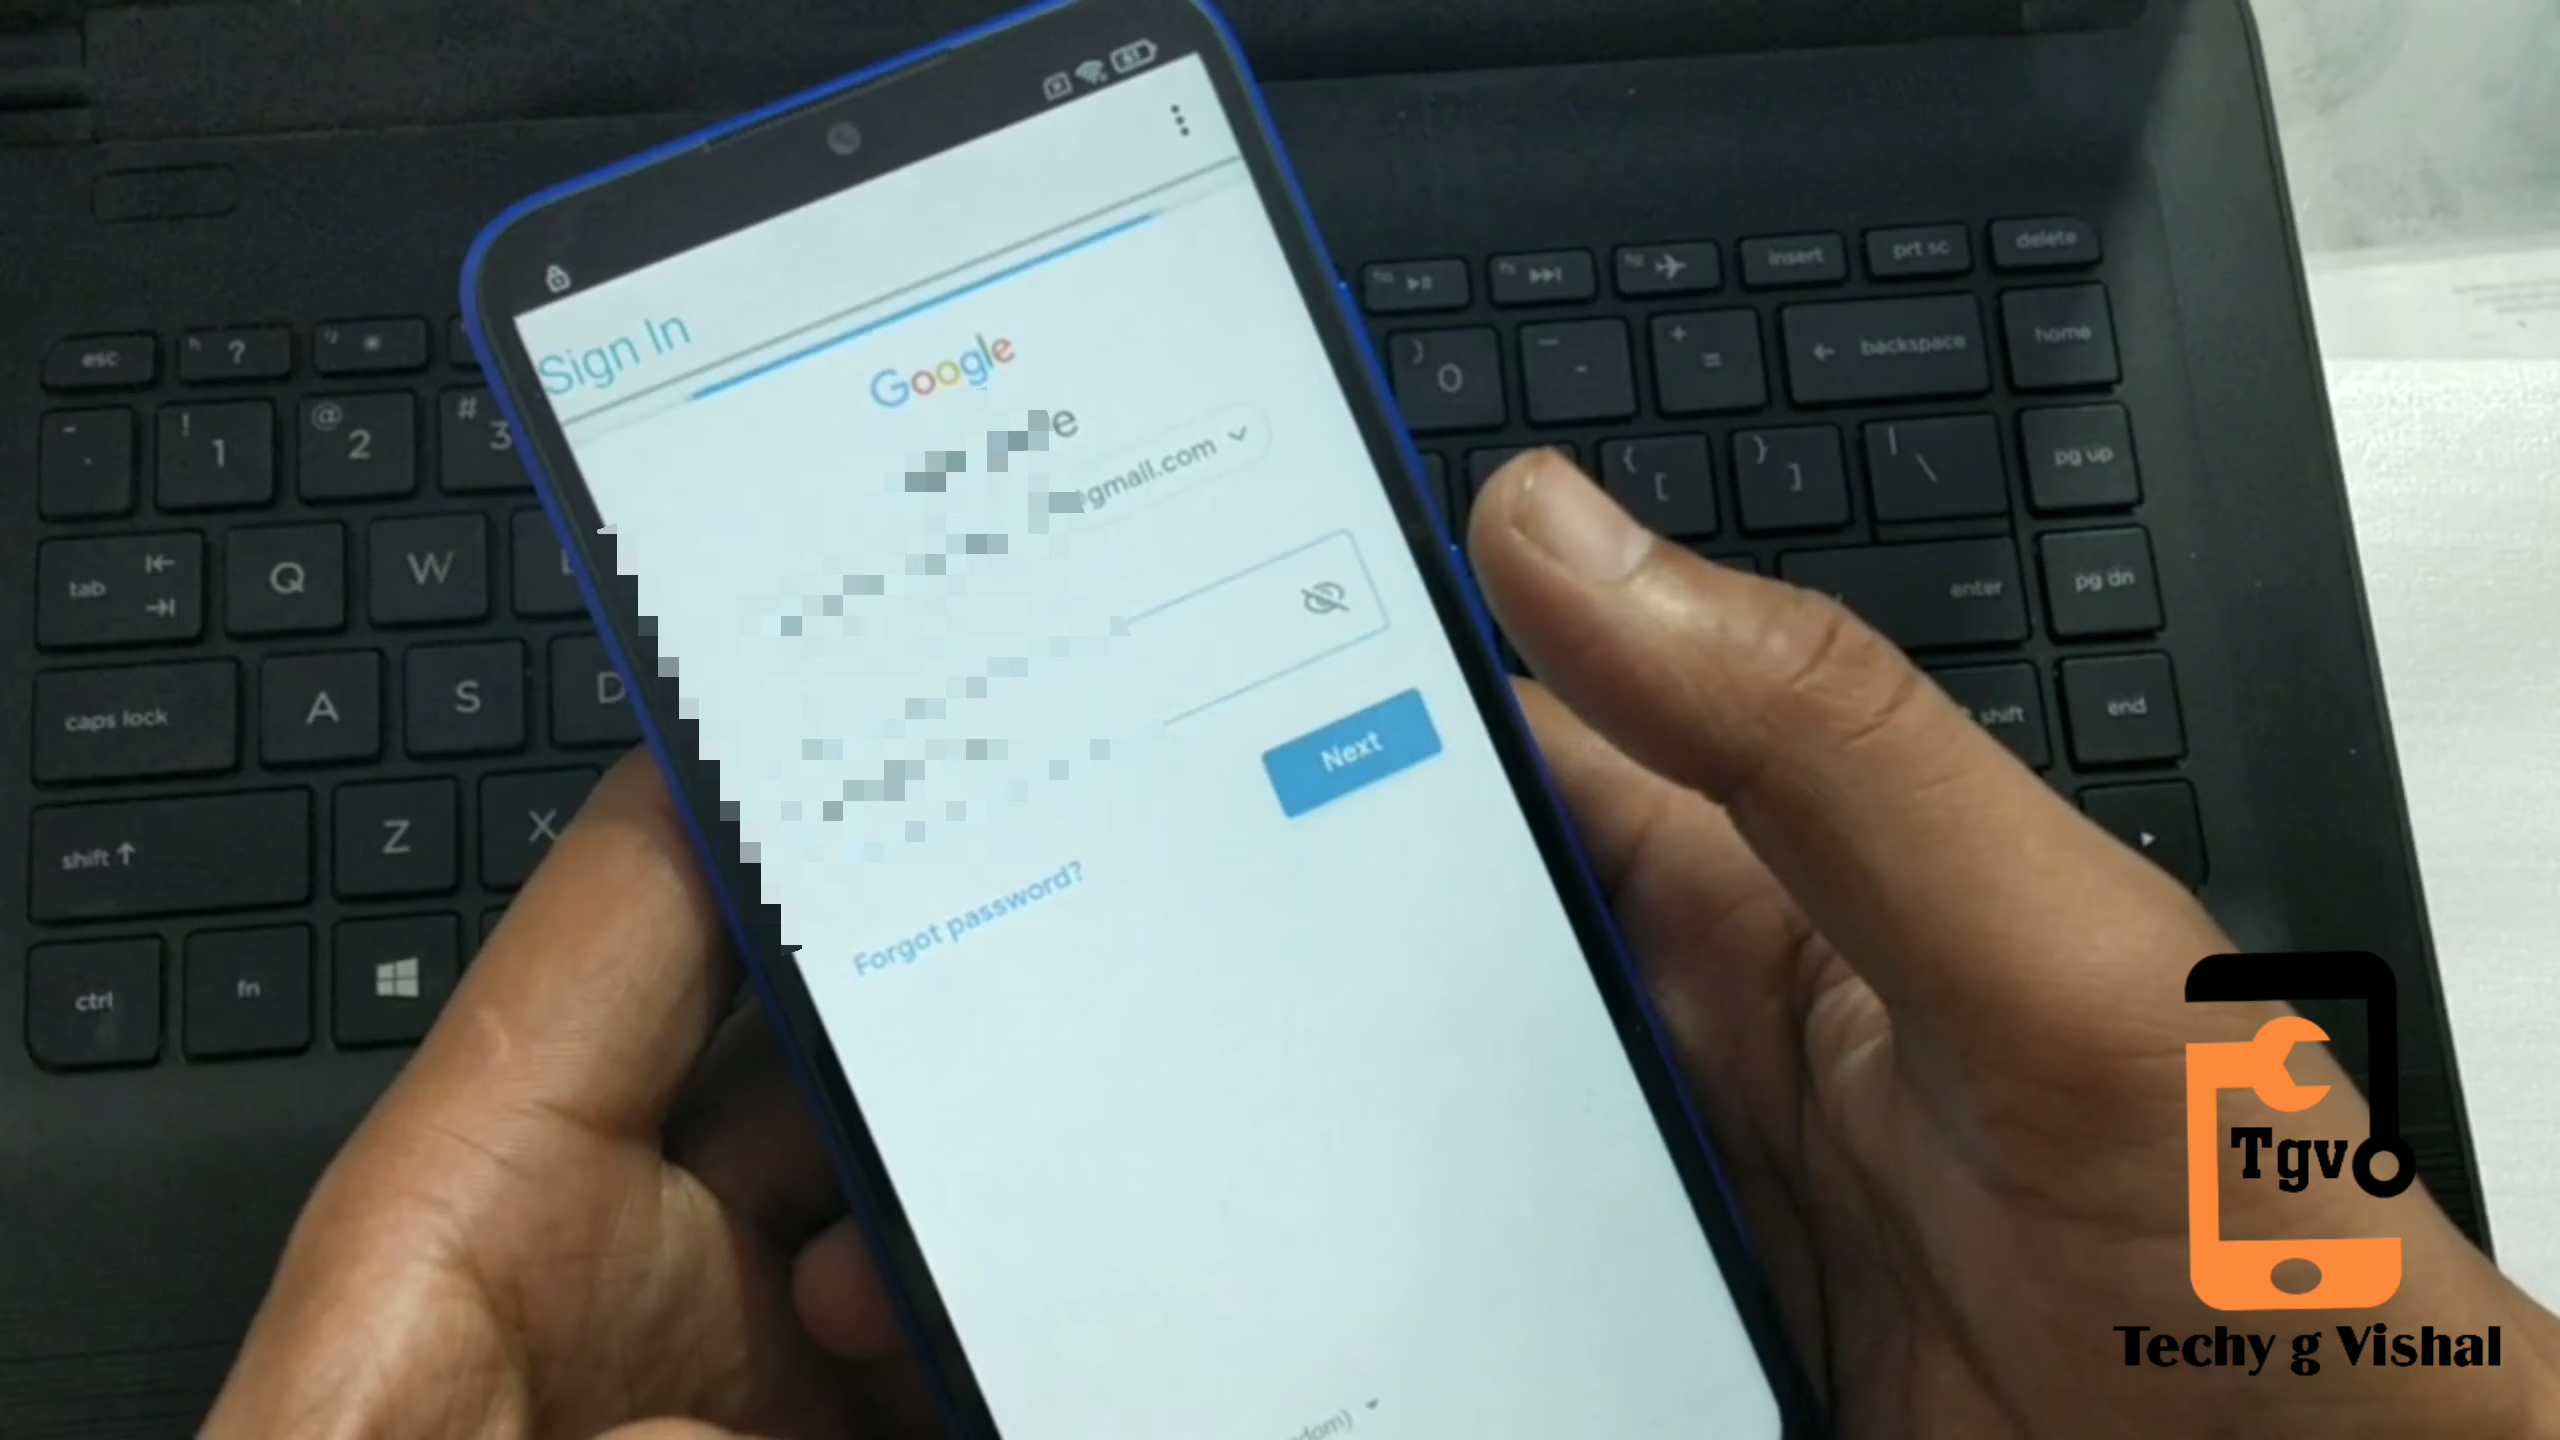 Sign In
Google
@gmail.com
Next
Forgot password?
esc
?
! 1
@ 2
# 3
tab
Q
W
caps lock
A
S
D
shift
Z
X
ctrl
fn
insert
prt sc
delete
) 0
- 
+ =
backspace
home
{ [
} ]
| \
pg up
enter
pg dn
shift
end
Tgv
Techy g Vishal